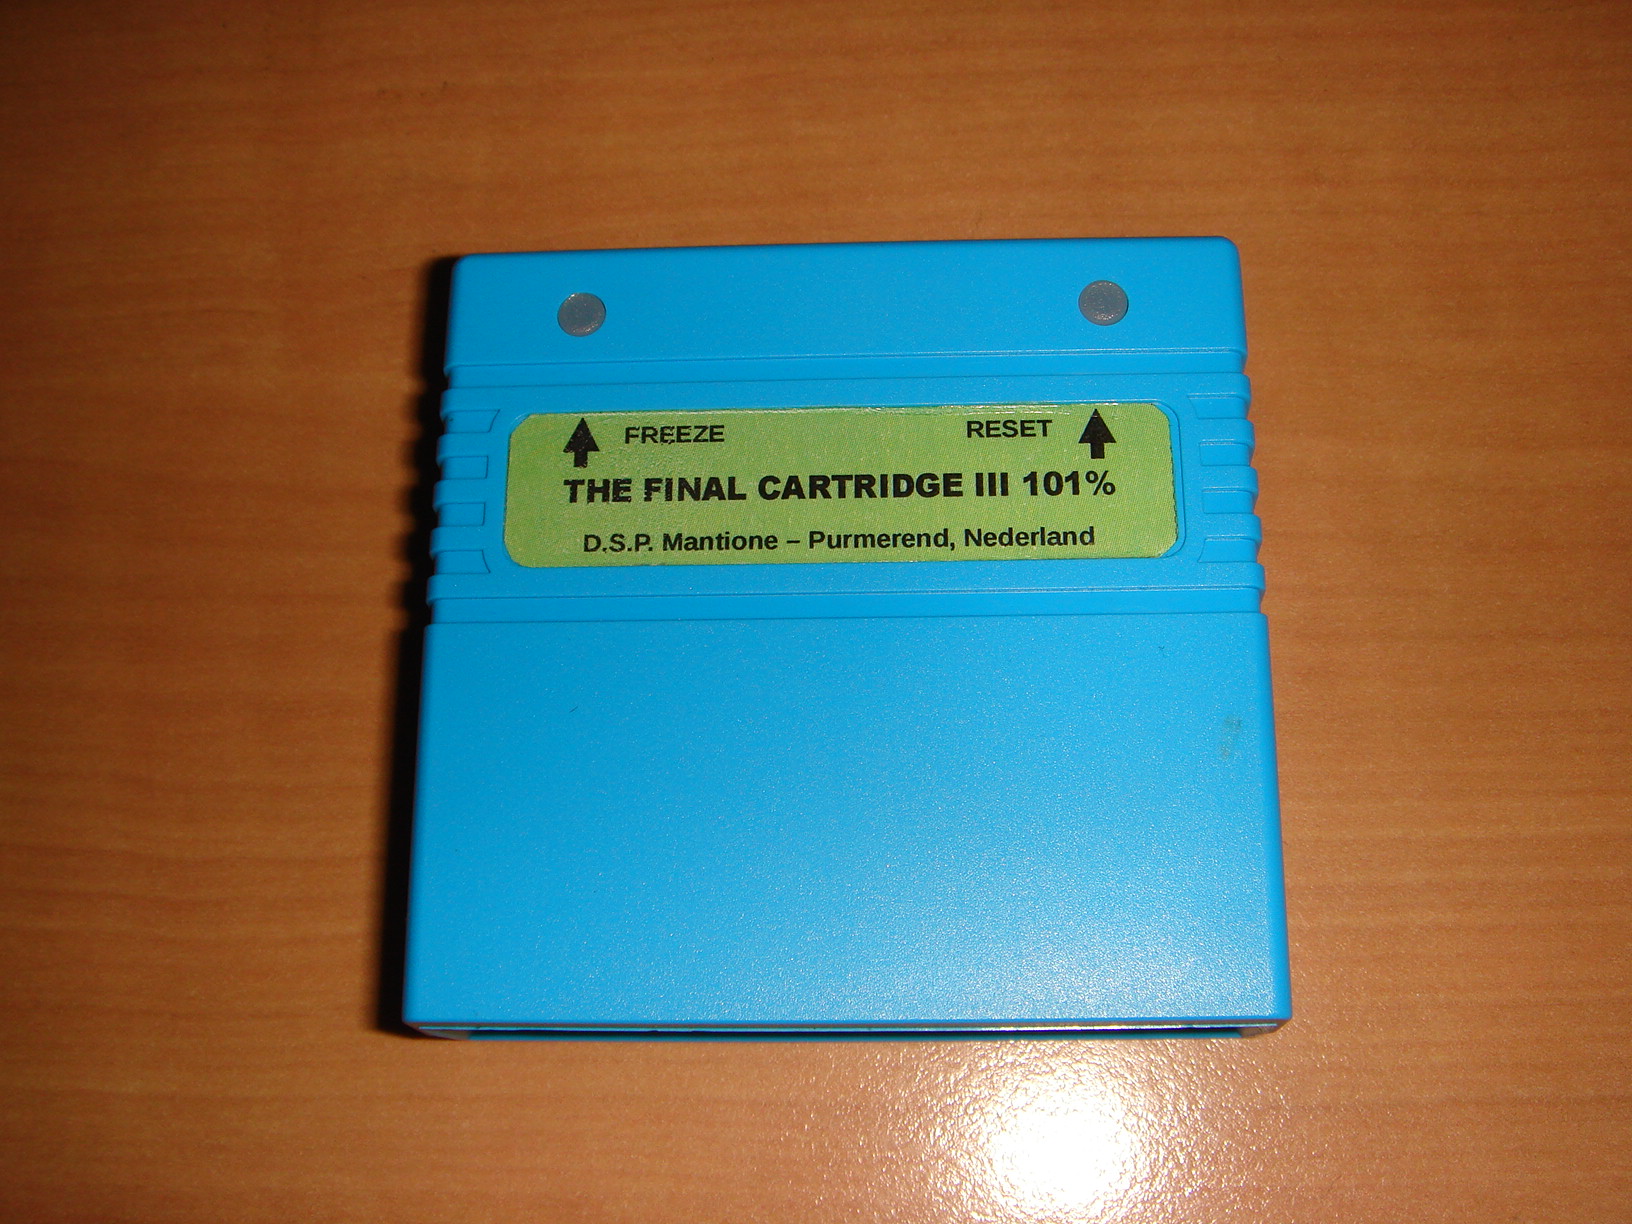 FREEZE RESET
THE FINAL CARTRIDGE III 101%
D.S.P. Mantione – Purmerend, Nederland